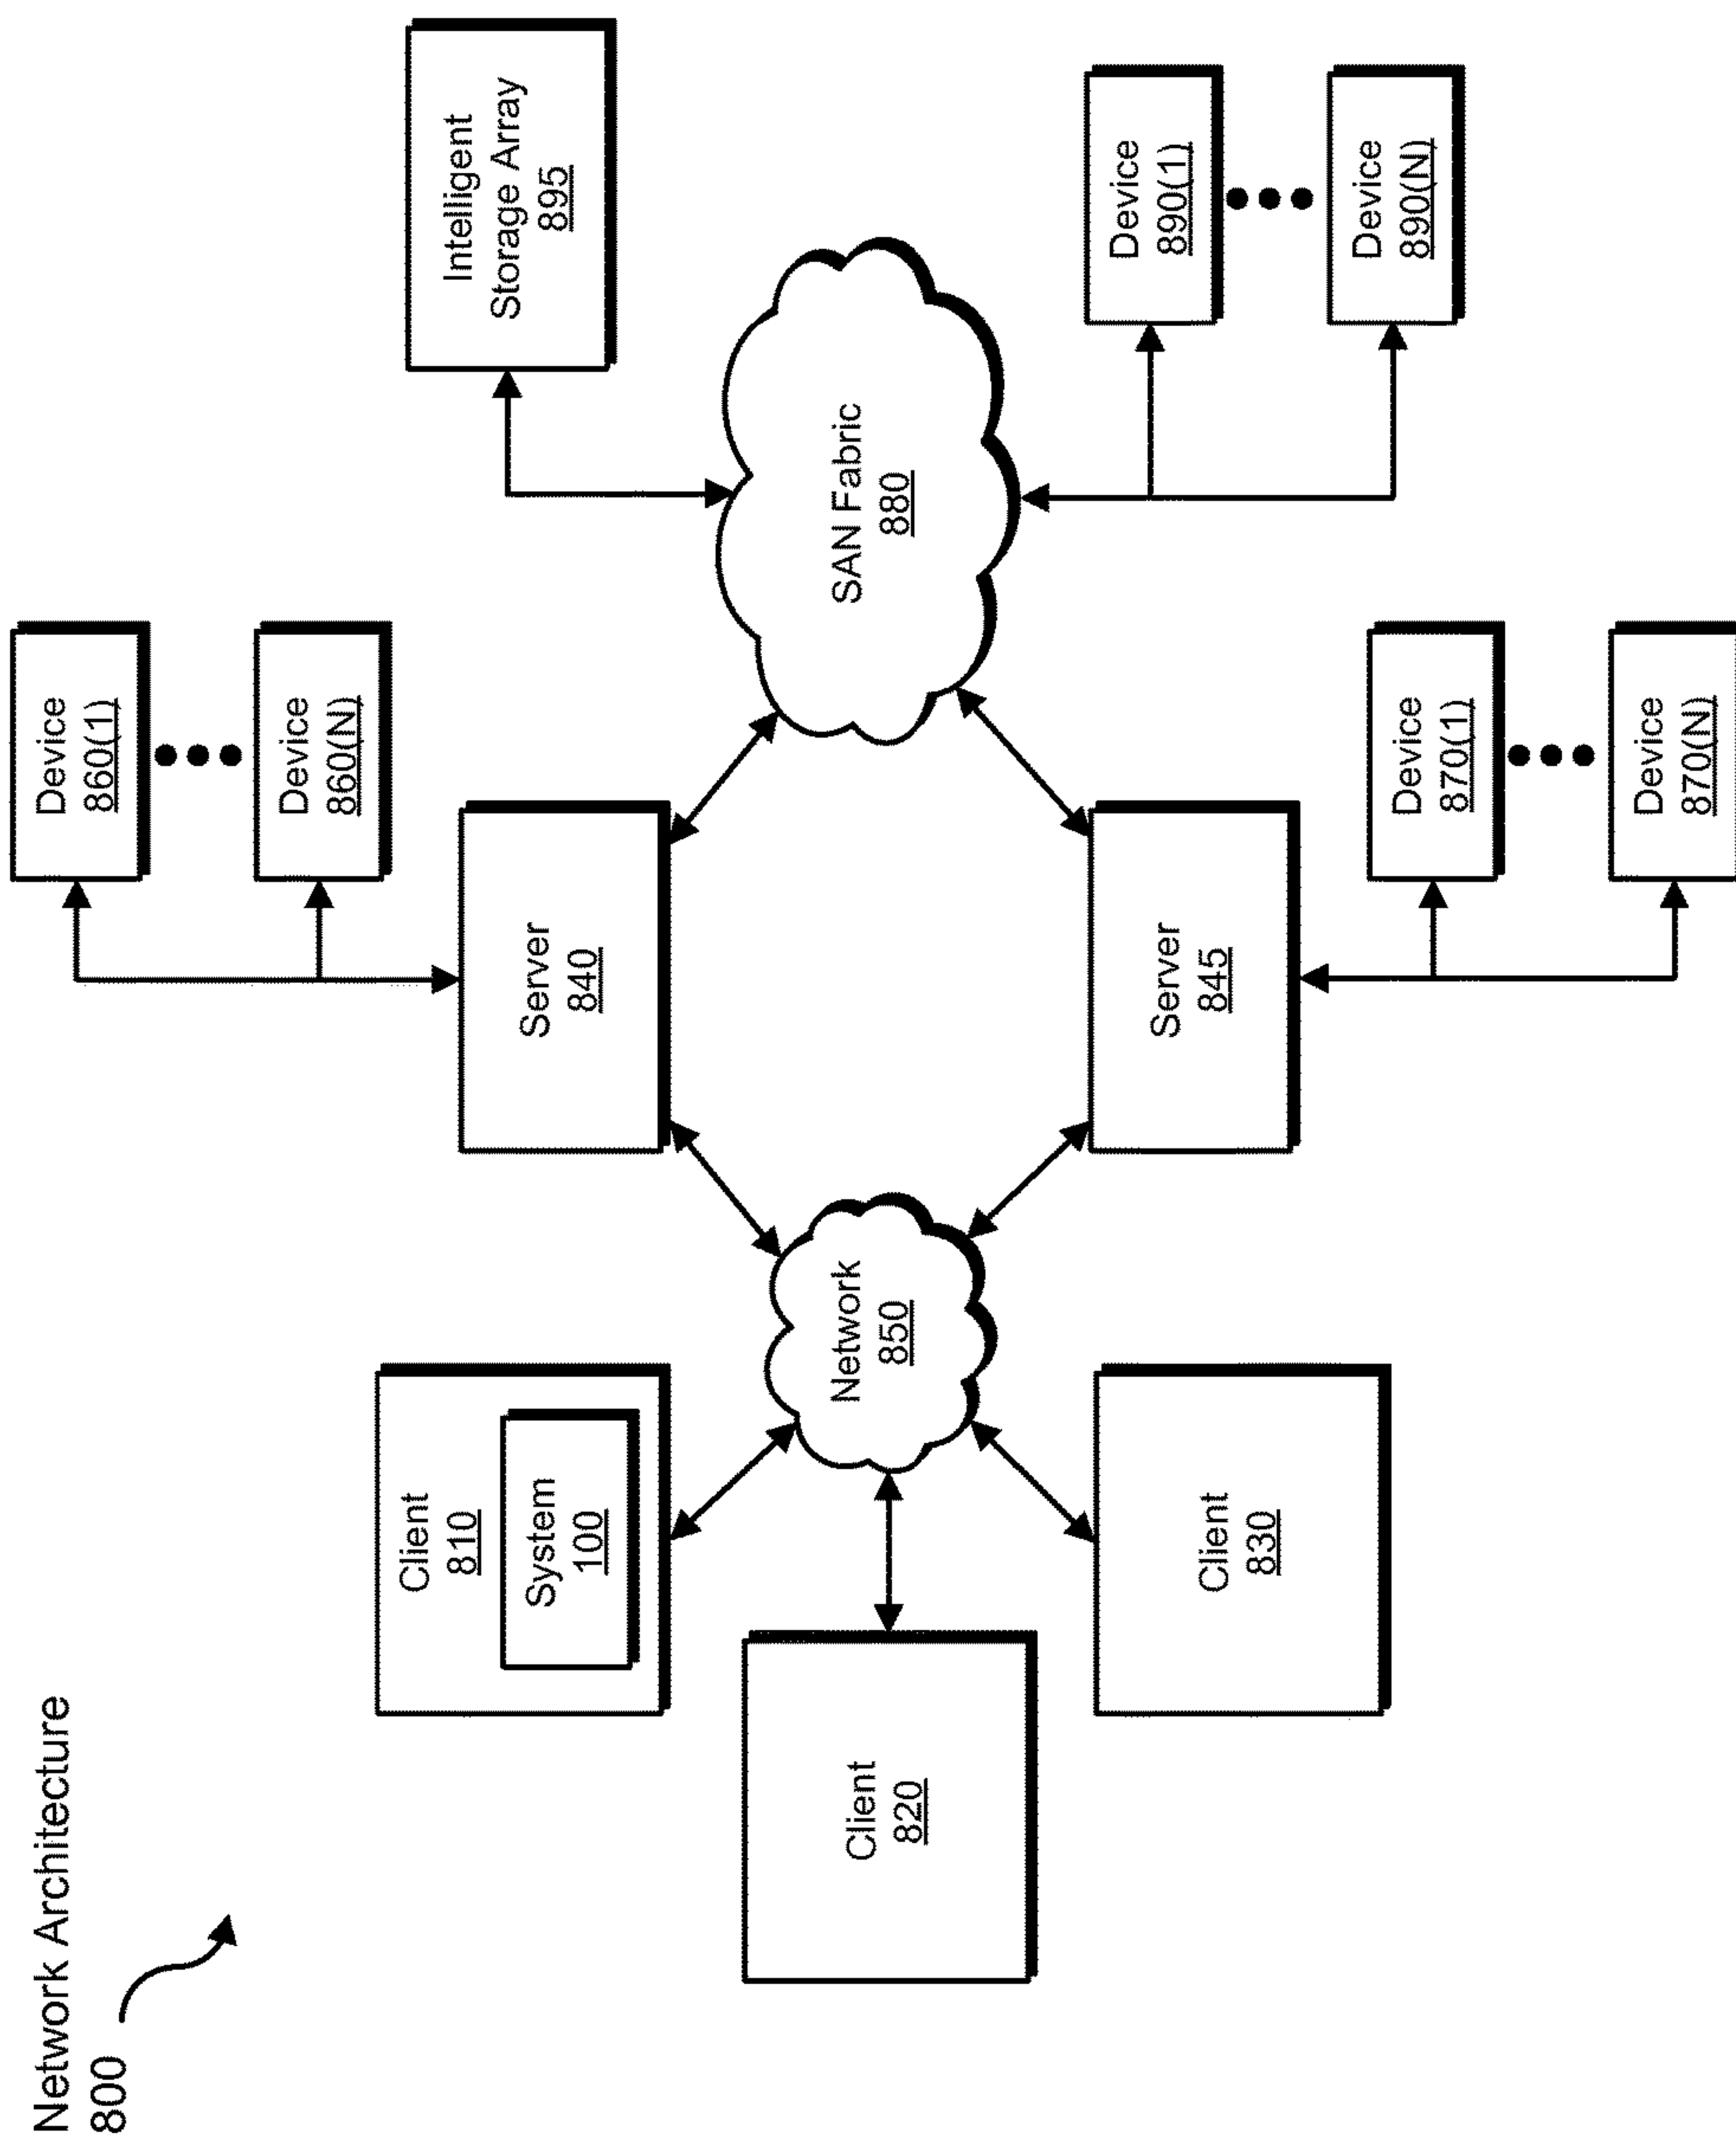 Network Architecture
800
Client
810
System
100
Client
820
Client
830
Network
850
Device
860(1)
Device
860(N)
Server
840
Server
845
Device
870(1)
Device
870(N)
SAN Fabric
880
Intelligent
Storage Array
895
Device
890(1)
Device
890(N)